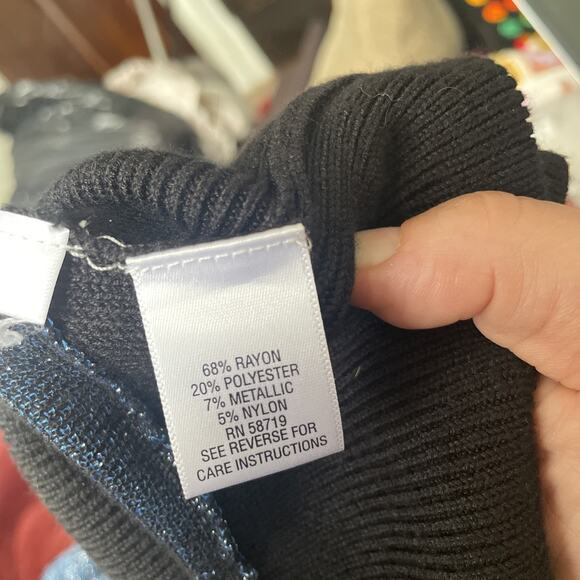 68% RAYON
20% POLYESTER
7% METALLIC
5% NYLON
RN 58719
SEE REVERSE FOR
CARE INSTRUCTIONS